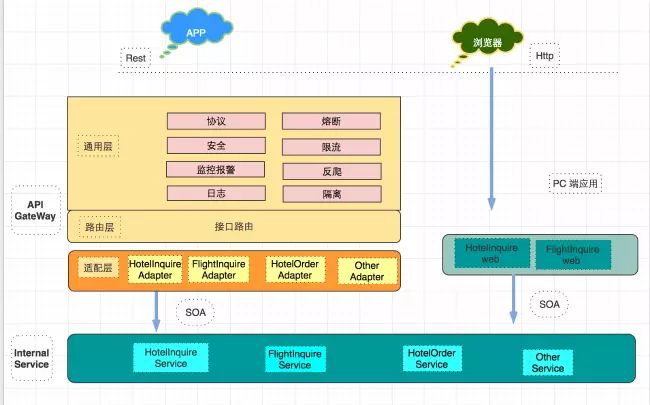 APP
浏览器
Rest
Http
协议
熔断
通用层
安全
限流
监控报警
反爬
日志
隔离
PC 端应用
API
GateWay
路由层
接口路由
适配层
HotelInquire
Adapter
FlightInquire
Adapter
HotelOrder
Adapter
Other
Adapter
HotelInquire
web
FlightInquire
web
SOA
SOA
Internal
Service
HotelInquire
Service
FlightInquire
Service
HotelOrder
Service
Other
Service